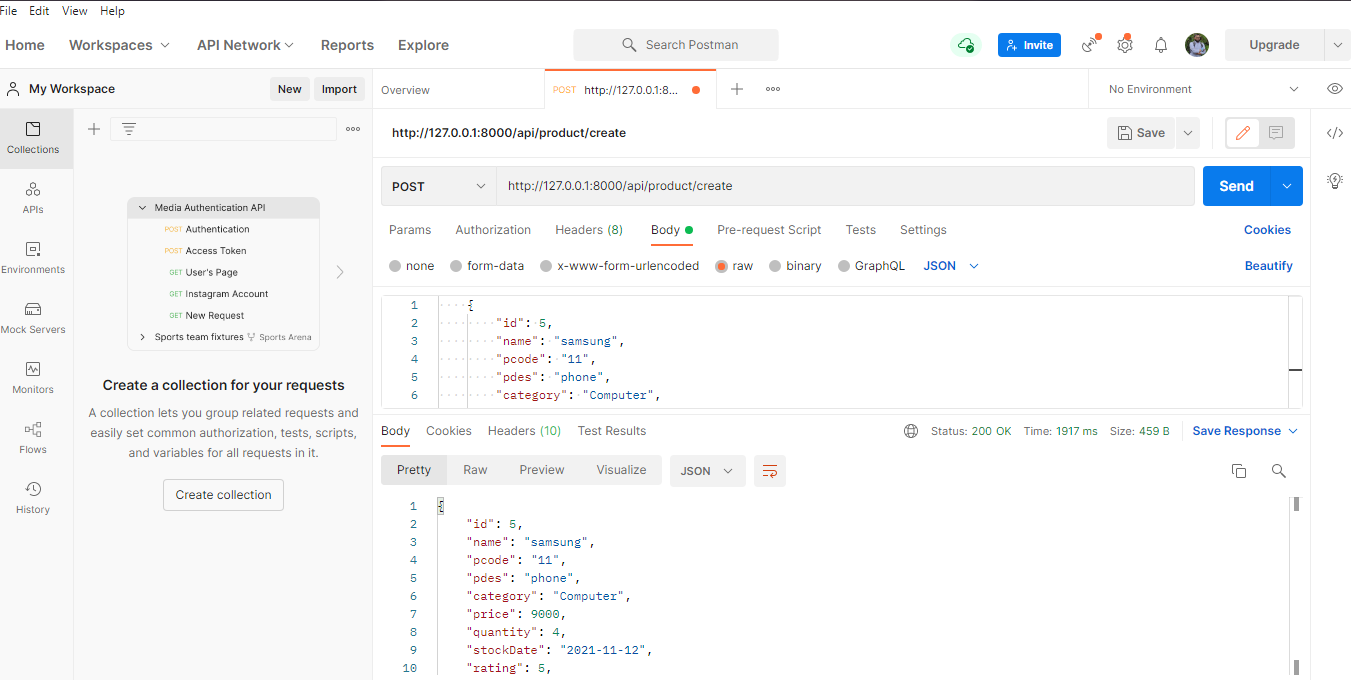 File Edit View Help
Home Workspaces API Network Reports Explore Search Postman Invite Upgrade
My Workspace New Import Overview POST http://127.0.0.1:8... No Environment
Collections
APIs
Environments
Mock Servers
Monitors
Flows
History
Media Authentication API
POST Authentication
POST Access Token
GET User's Page
GET Instagram Account
GET New Request
Sports team fixtures Sports Arena
Create a collection for your requests
A collection lets you group related requests and
easily set common authorization, tests, scripts,
and variables for all requests in it.
Create collection
http://127.0.0.1:8000/api/product/create Save
POST http://127.0.0.1:8000/api/product/create Send
Params Authorization Headers (8) Body Pre-request Script Tests Settings Cookies
none form-data x-www-form-urlencoded raw binary GraphQL JSON Beautify
1 {
2 "id": 5,
3 "name": "samsung",
4 "pcode": "11",
5 "pdes": "phone",
6 "category": "Computer",
Body Cookies Headers (10) Test Results Status: 200 OK Time: 1917 ms Size: 459 B Save Response
Pretty Raw Preview Visualize JSON
1 {
2 "id": 5,
3 "name": "samsung",
4 "pcode": "11",
5 "pdes": "phone",
6 "category": "Computer",
7 "price": 9000,
8 "quantity": 4,
9 "stockDate": "2021-11-12",
10 "rating": 5,